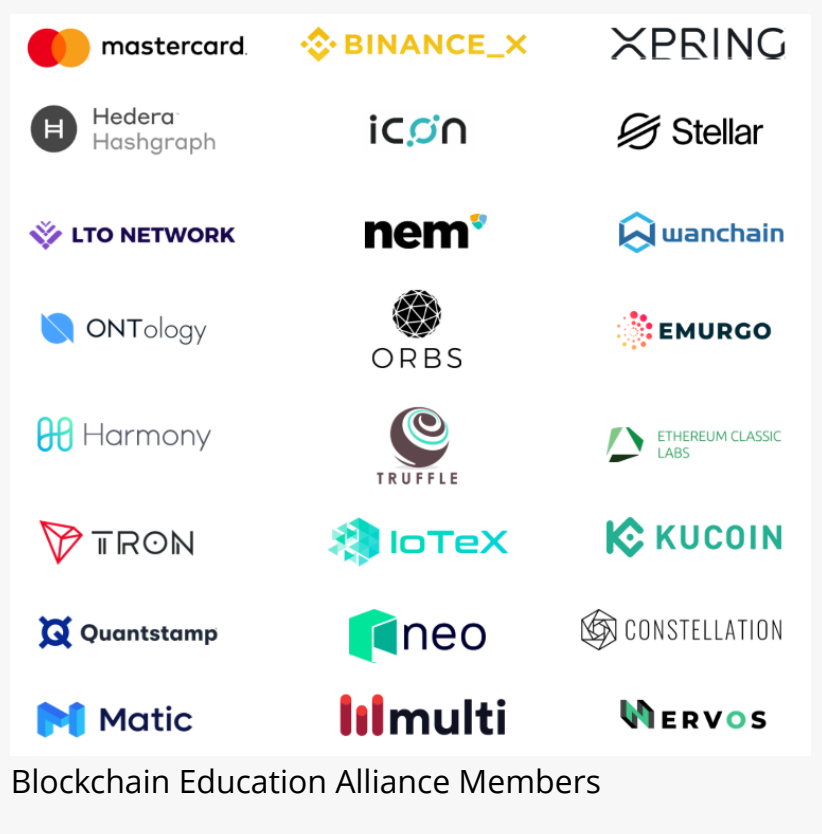 mastercard.
BINANCE_X
XPRING
Hedera
Hashgraph
icon
Stellar
LTO NETWORK
nem
wanchain
ONTology
ORBS
EMURGO
Harmony
TRUFFLE
ETHEREUM CLASSIC
LABS
TRON
IoTeX
KUCOIN
Quantstamp
neo
CONSTELLATION
Matic
multi
NERVOS
Blockchain Education Alliance Members